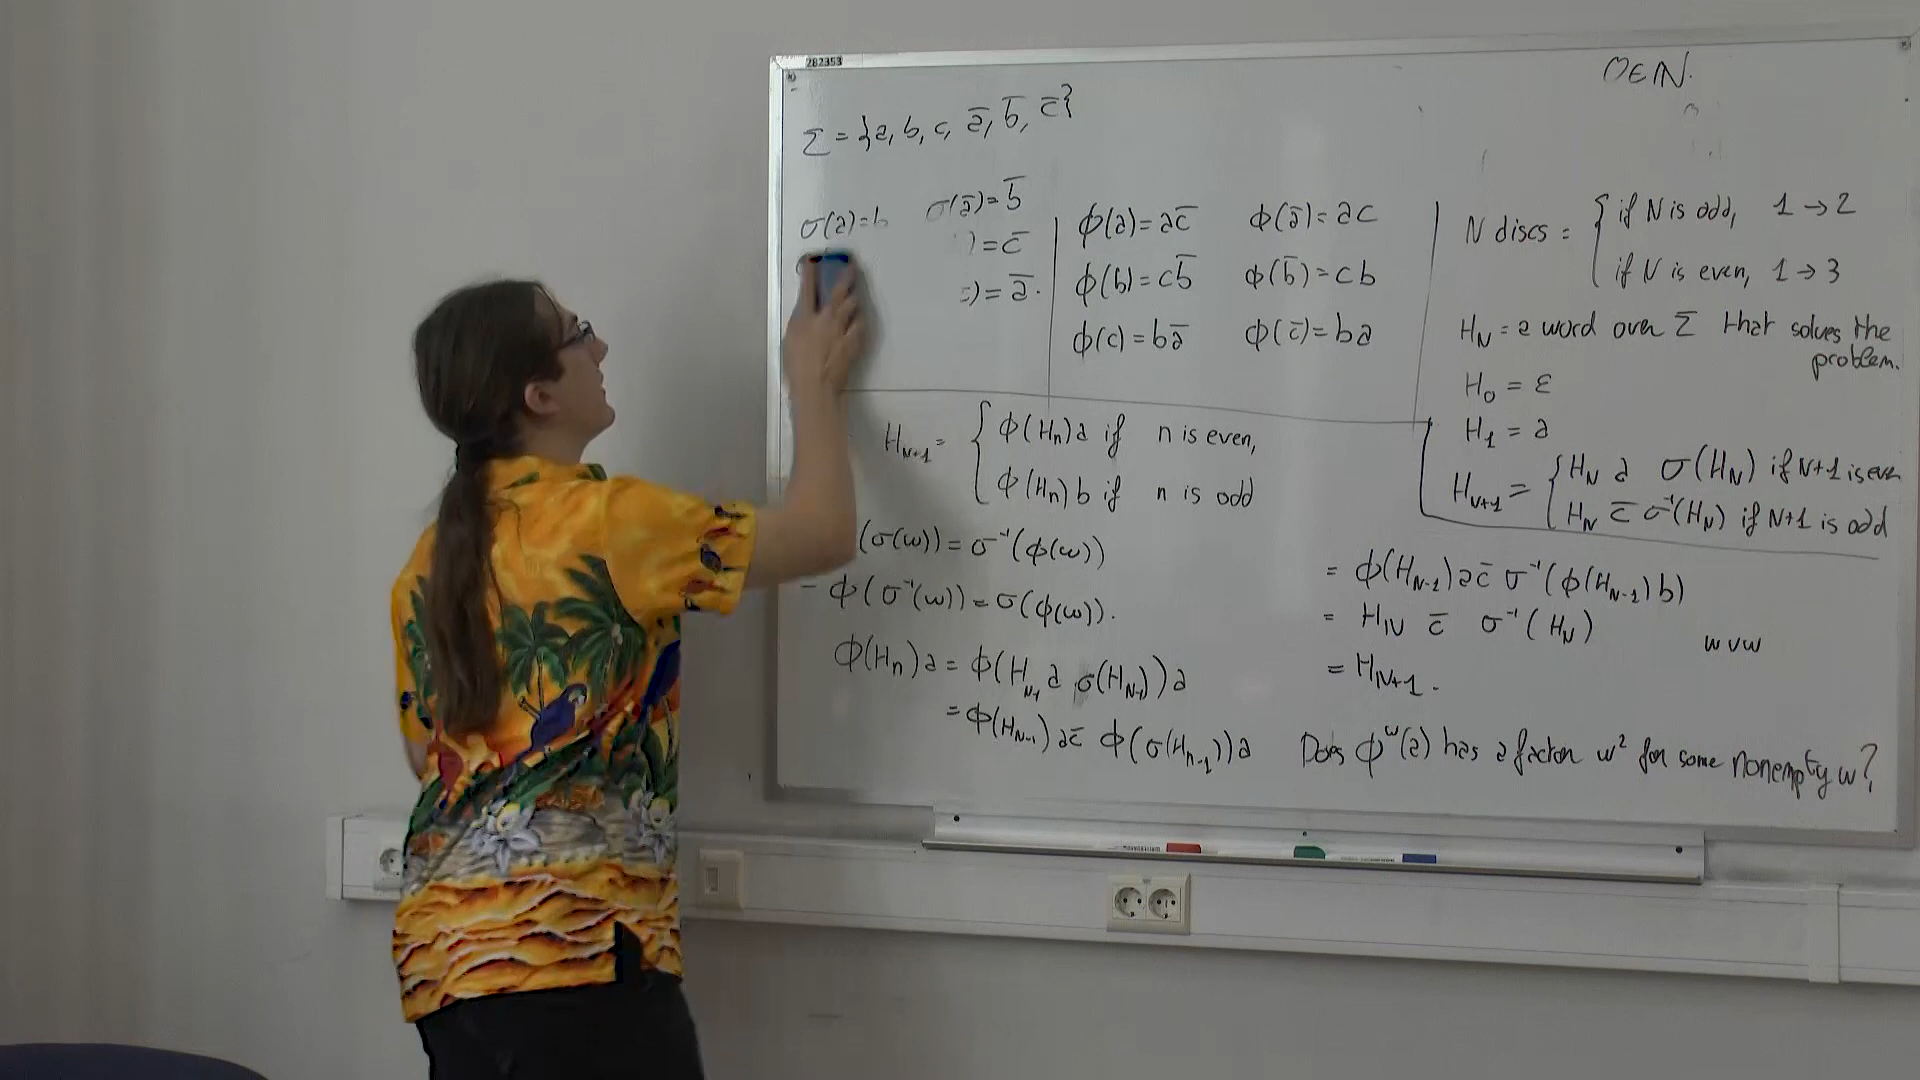 282353
0∈ℕ.
Σ = {a, b, c, a̅, b̅, c̅}
σ(a)=b σ(a̅)=b̅
)=c̅
)=a̅.
ϕ(a)=ac̅ ϕ(a̅)=ac
ϕ(b)=cb̅ ϕ(b̅)=cb
ϕ(c)=ba̅ ϕ(c̅)=ba
N discs = { if N is odd, 1→2
if N is even, 1→3
H_N = a word over Σ that solves the
problem.
H_0 = ε
H_1 = a
H_{N+1} = { H_N a σ(H_N) if N+1 is even
H_N c̅ σ⁻¹(H_N) if N+1 is odd
H_{N+1} = { ϕ(H_n)a if n is even,
ϕ(H_n)b if n is odd
(σ(w)) = σ⁻¹(ϕ(w))
- ϕ(σ⁻¹(w)) = σ(ϕ(w)).
ϕ(H_n)a = ϕ(H_{N-1} a σ(H_{N-1}))a
= ϕ(H_{N-1}) ac̅ ϕ(σ(H_{n-1}))a
= ϕ(H_{N-1}) ac̅ σ⁻¹(ϕ(H_{N-1})b)
= H_N c̅ σ⁻¹(H_N)
= H_{N+1}.
wvw
Does ϕ^ω(a) has a factor w² for some nonempty w?